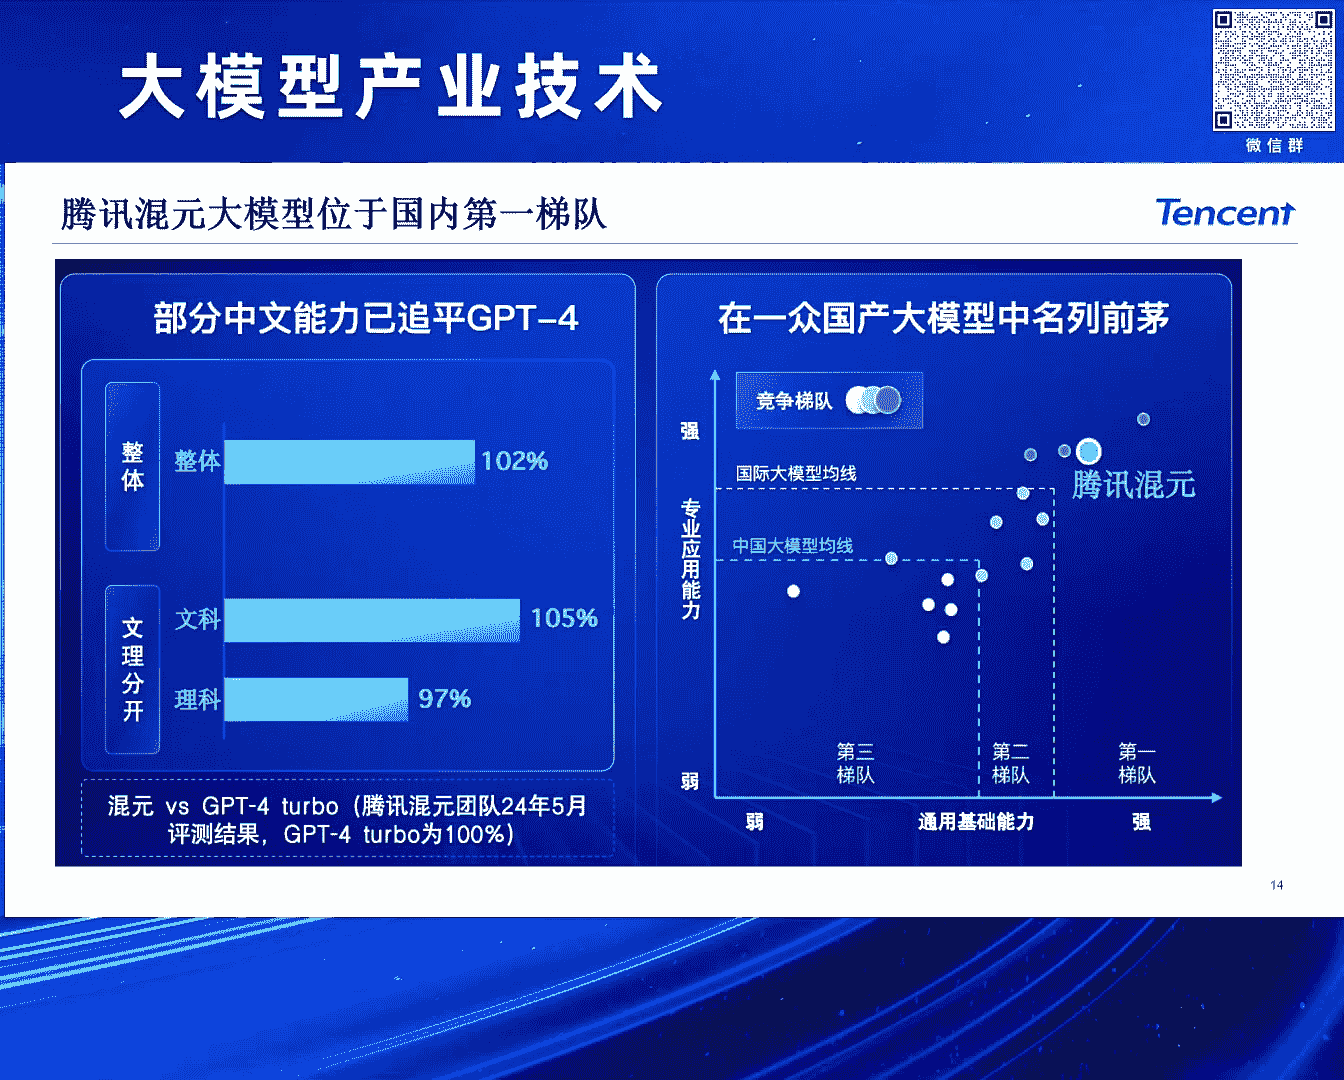 大模型产业技术
微信群
腾讯混元大模型位于国内第一梯队
Tencent
部分中文能力已追平GPT-4
整体
整体
102%
文理分开
文科
105%
理科
97%
混元 vs GPT-4 turbo (腾讯混元团队24年5月
评测结果，GPT-4 turbo为100%)
在一众国产大模型中名列前茅
竞争梯队
强
国际大模型均线
腾讯混元
专业应用能力
中国大模型均线
第三
梯队
第二
梯队
第一
梯队
弱
弱
通用基础能力
强
14